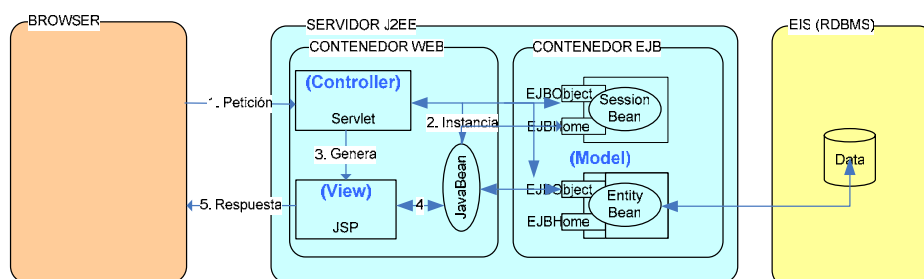 BROWSER
SERVIDOR J2EE
EIS (RDBMS)
CONTENEDOR WEB
CONTENEDOR EJB
(Controller)
Servlet
1. Petición
2. Instancia
3. Genera
(View)
JSP
4
5. Respuesta
JavaBean
EJBObject
EJBHome
Session
Bean
(Model)
EJBObject
EJBHome
Entity
Bean
Data